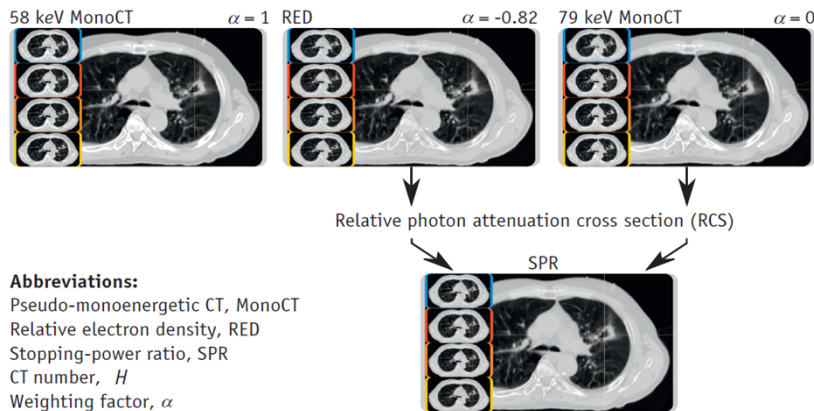 58 keV MonoCT α = 1 RED α = -0.82 79 keV MonoCT α = 0
Relative photon attenuation cross section (RCS)
SPR
Abbreviations:
Pseudo-monoenergetic CT, MonoCT
Relative electron density, RED
Stopping-power ratio, SPR
CT number, H
Weighting factor, α